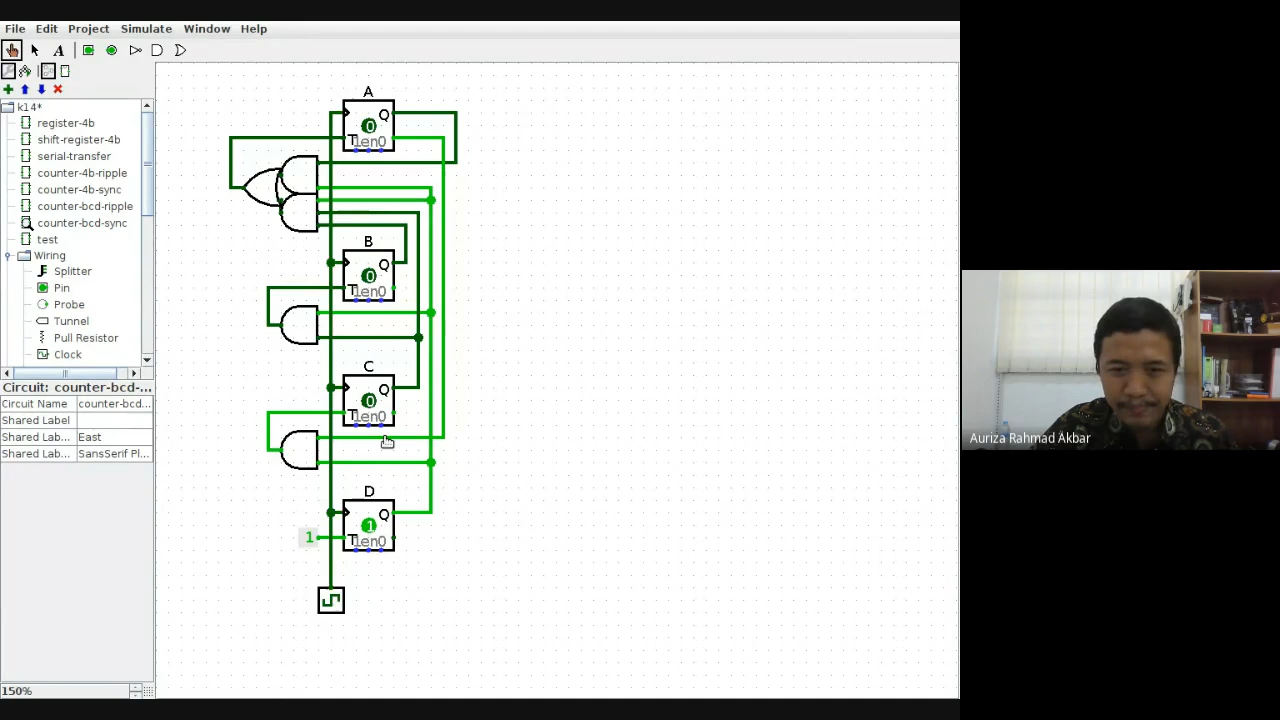 File Edit Project Simulate Window Help
A
k14*
register-4b
shift-register-4b
serial-transfer
counter-4b-ripple
counter-4b-sync
counter-bcd-ripple
counter-bcd-sync
test
Wiring
Splitter
Pin
Probe
Tunnel
Pull Resistor
Clock
Circuit: counter-bcd-...
Circuit Name counter-bcd...
Shared Label
Shared Lab... East
Shared Lab... SansSerif Pl...
150%
A
Q
0
T 1en0
B
Q
0
T 1en0
C
Q
0
T 1en0
D
Q
1
1 T 1en0
Auriza Rahmad Akbar